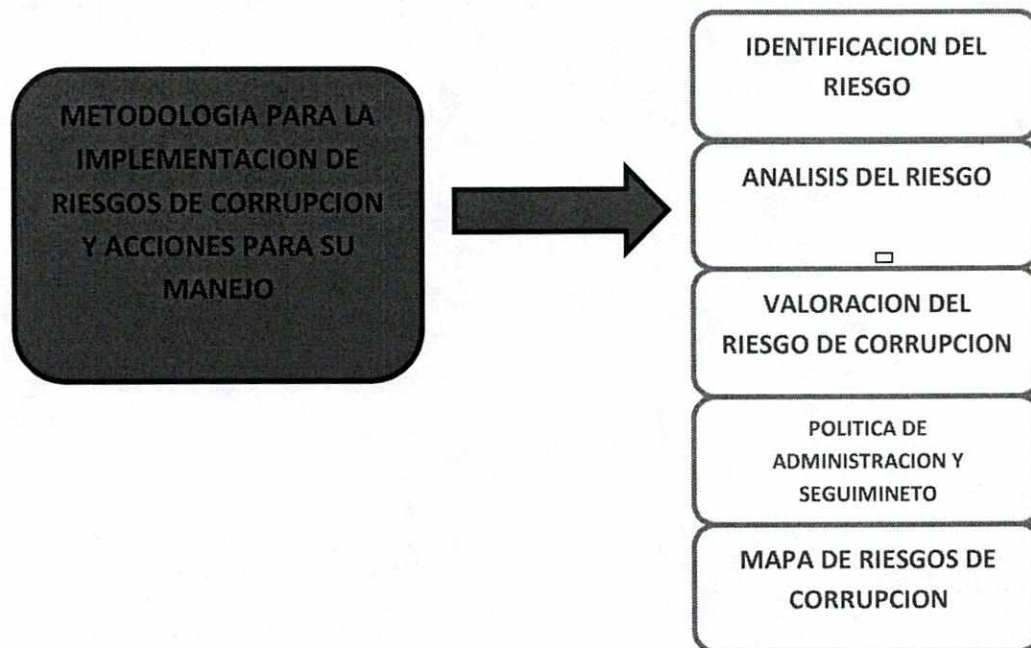 METODOLOGIA PARA LA
IMPLEMENTACION DE
RIESGOS DE CORRUPCION
Y ACCIONES PARA SU
MANEJO
IDENTIFICACION DEL
RIESGO
ANALISIS DEL RIESGO
VALORACION DEL
RIESGO DE CORRUPCION
POLITICA DE
ADMINISTRACION Y
SEGUIMINETO
MAPA DE RIESGOS DE
CORRUPCION